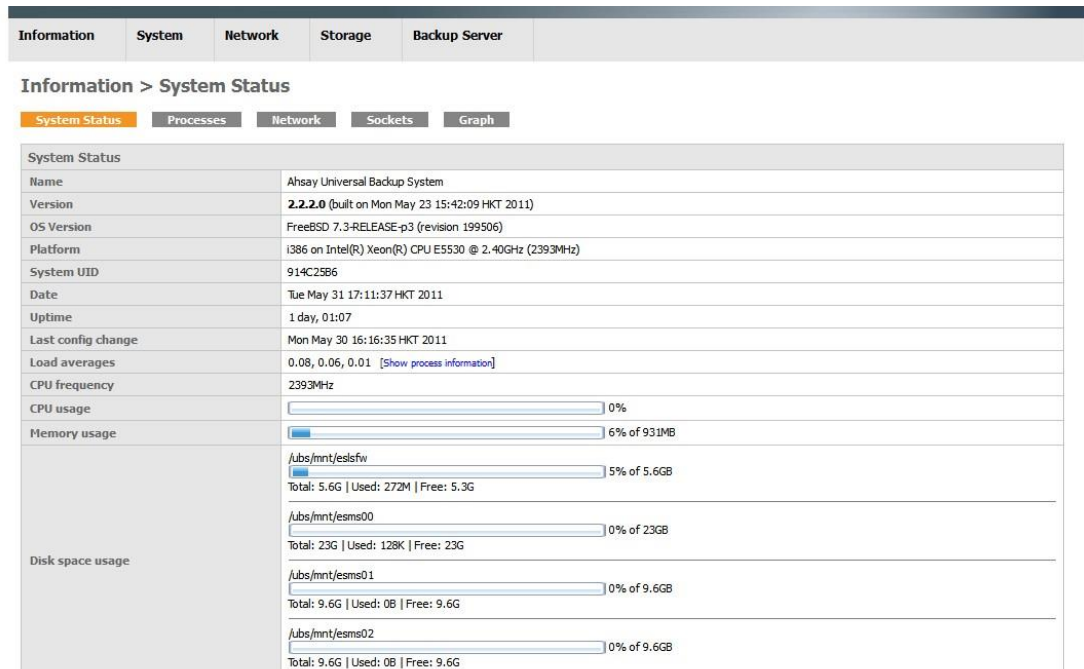 Information System Network Storage Backup Server
Information > System Status
System Status Processes Network Sockets Graph
System Status
Name Ahsay Universal Backup System
Version 2.2.2.0 (built on Mon May 23 15:42:09 HKT 2011)
OS Version FreeBSD 7.3-RELEASE-p3 (revision 199506)
Platform i386 on Intel(R) Xeon(R) CPU E5530 @ 2.40GHz (2393MHz)
System UID 914C25B6
Date Tue May 31 17:11:37 HKT 2011
Uptime 1 day, 01:07
Last config change Mon May 30 16:16:35 HKT 2011
Load averages 0.08, 0.06, 0.01 [Show process information]
CPU frequency 2393MHz
CPU usage 0%
Memory usage 6% of 931MB
Disk space usage
/ubs/mnt/eslsfw
5% of 5.6GB
Total: 5.6G | Used: 272M | Free: 5.3G
/ubs/mnt/esms00
0% of 23GB
Total: 23G | Used: 128K | Free: 23G
/ubs/mnt/esms01
0% of 9.6GB
Total: 9.6G | Used: 0B | Free: 9.6G
/ubs/mnt/esms02
0% of 9.6GB
Total: 9.6G | Used: 0B | Free: 9.6G